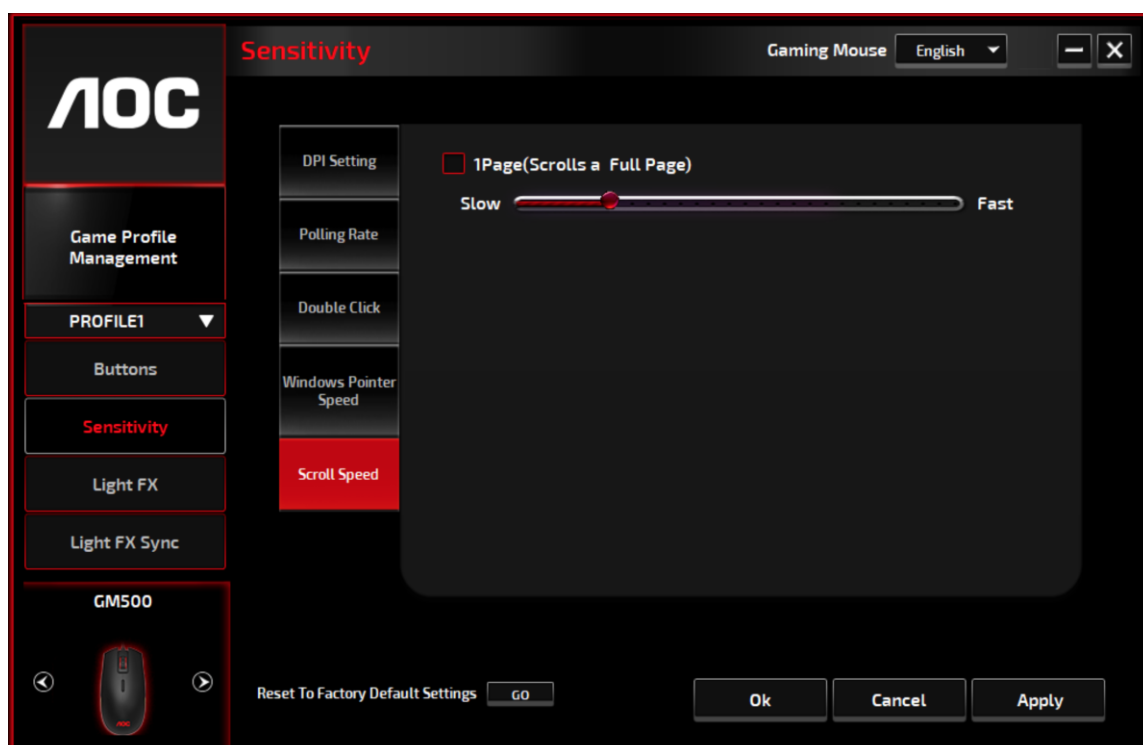 AOC
Sensitivity
Gaming Mouse
English
Game Profile
Management
PROFILE1
Buttons
Sensitivity
Light FX
Light FX Sync
GM500
AOC
DPI Setting
Polling Rate
Double Click
Windows Pointer
Speed
Scroll Speed
1Page(Scrolls a Full Page)
Slow
Fast
Reset To Factory Default Settings
GO
Ok
Cancel
Apply